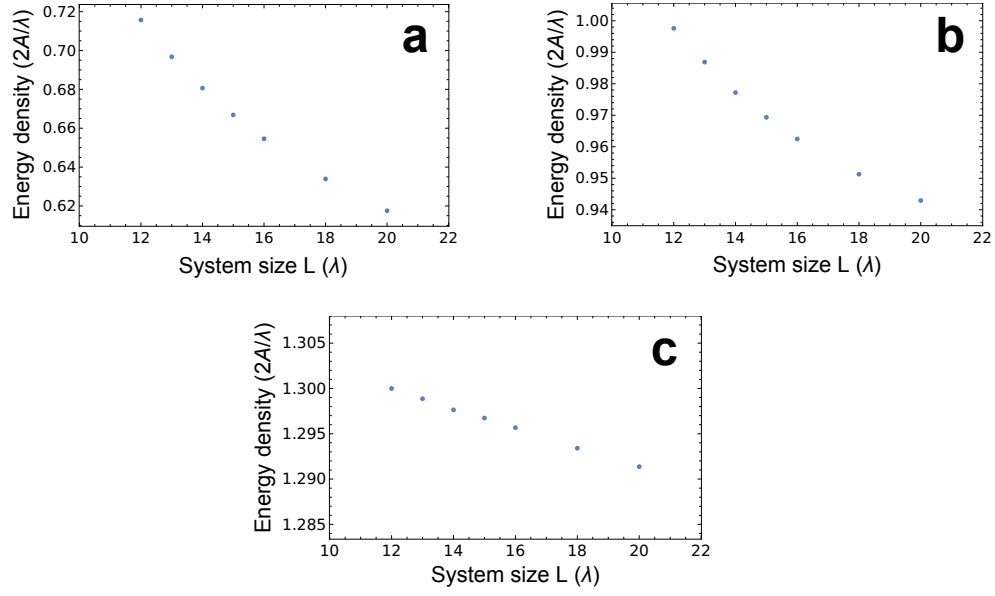 a
Energy density (2A/λ)
0.72
0.70
0.68
0.66
0.64
0.62
10 12 14 16 18 20 22
System size L (λ)
b
Energy density (2A/λ)
1.00
0.99
0.98
0.97
0.96
0.95
0.94
10 12 14 16 18 20 22
System size L (λ)
c
Energy density (2A/λ)
1.305
1.300
1.295
1.290
1.285
10 12 14 16 18 20 22
System size L (λ)